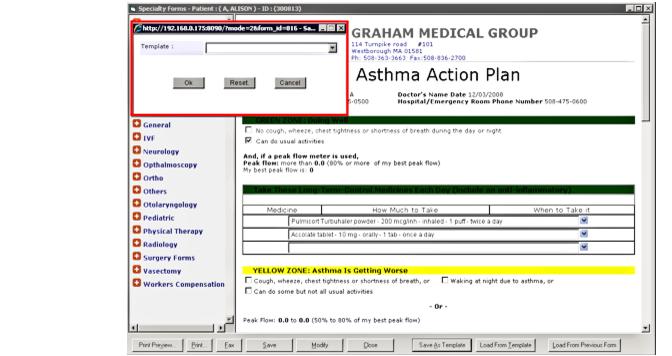 Specialty Forms - Patient : ( A, ALISON ) - ID : (300813)
http://192.168.0.175:8090/?mode=2&form_id=816 - Sa...
Template :
Ok Reset Cancel
GRAHAM MEDICAL GROUP
114 Turnpike road #101
Westborough MA 01581
Ph: 508-363-3663 Fax:508-836-2700
Asthma Action Plan
A Doctor's Name Date 12/03/2008
5-0500 Hospital/Emergency Room Phone Number 508-475-0600
General
IVF
Neurology
Opthalmoscopy
Ortho
Others
Otolaryngology
Pediatric
Physical Therapy
Radiology
Surgery Forms
Vasectomy
Workers Compensation
GREEN ZONE: Doing Well
No cough, wheeze, chest tightness or shortness of breath during the day or night
Can do usual activities
And, if a peak flow meter is used,
Peak flow: more than 0.0 (80% or more of my best peak flow)
My best peak flow is: 0
Take These Long-Term-Control Medicines Each Day (include an anti-inflammatory)
Medicine How Much to Take When to Take it
Pulmicort Turbuhaler powder - 200 mcg/inh - inhaled - 1 puff - twice a day
Accolate tablet - 10 mg - orally - 1 tab - once a day
YELLOW ZONE: Asthma Is Getting Worse
Cough, wheeze, chest tightness or shortness of breath, or Waking at night due to asthma, or
Can do some but not all usual activities
- Or -
Peak Flow: 0.0 to 0.0 (50% to 80% of my best peak flow)
Print Preview... Print... Fax Save Modify Close Save As Template Load From Template Load From Previous Form